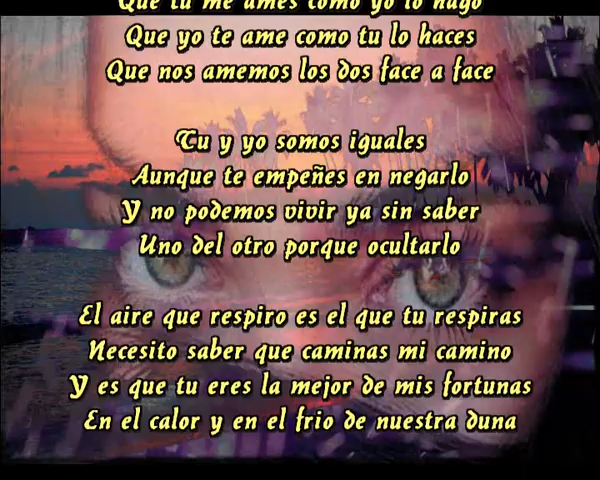 Que tu me ames como yo lo hago
Que yo te ame como tu lo haces
Que nos amemos los dos face a face
Tu y yo somos iguales
Aunque te empeñes en negarlo
Y no podemos vivir ya sin saber
Uno del otro porque ocultarlo
El aire que respiro es el que tu respiras
Necesito saber que caminas mi camino
Y es que tu eres la mejor de mis fortunas
En el calor y en el frio de nuestra duna